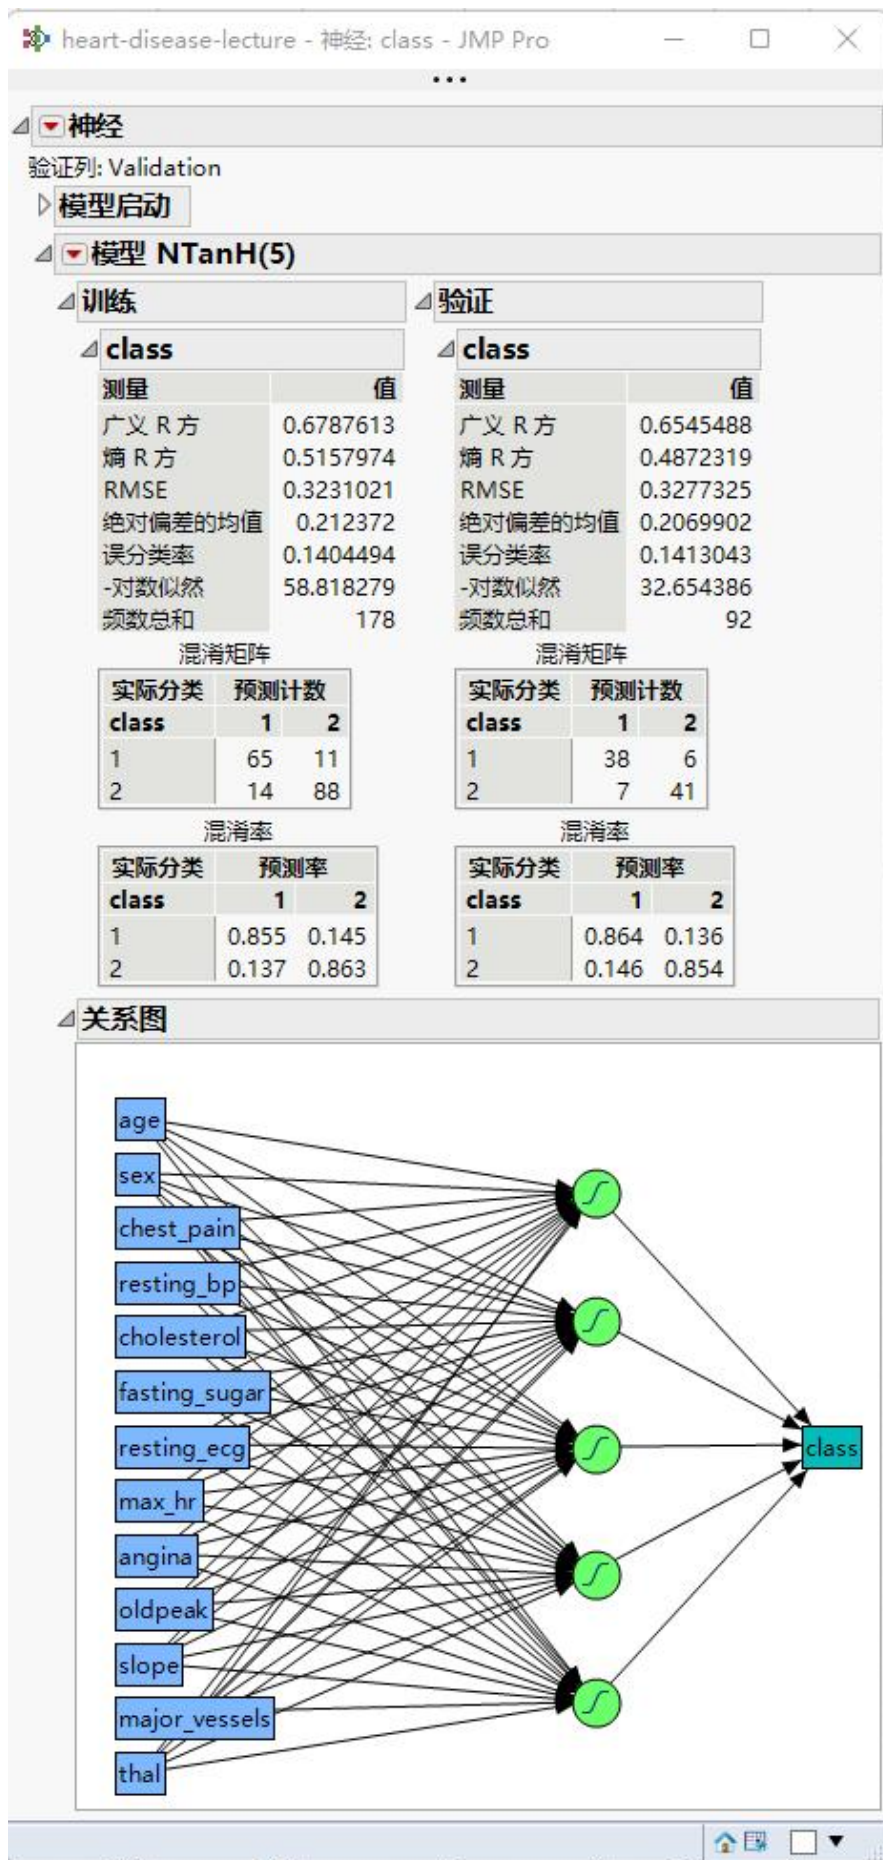 heart-disease-lecture - 神经: class - JMP Pro
神经
验证列: Validation
模型启动
模型 NTanH(5)
训练
class
测量 值
广义 R 方 0.6787613
熵 R 方 0.5157974
RMSE 0.3231021
绝对偏差的均值 0.212372
误分类率 0.1404494
-对数似然 58.818279
频数总和 178
混淆矩阵
实际分类 预测计数
class 1 2
1 65 11
2 14 88
混淆率
实际分类 预测率
class 1 2
1 0.855 0.145
2 0.137 0.863
验证
class
测量 值
广义 R 方 0.6545488
熵 R 方 0.4872319
RMSE 0.3277325
绝对偏差的均值 0.2069902
误分类率 0.1413043
-对数似然 32.654386
频数总和 92
混淆矩阵
实际分类 预测计数
class 1 2
1 38 6
2 7 41
混淆率
实际分类 预测率
class 1 2
1 0.864 0.136
2 0.146 0.854
关系图
age
sex
chest_pain
resting_bp
cholesterol
fasting_sugar
resting_ecg
max_hr
angina
oldpeak
slope
major_vessels
thal
class